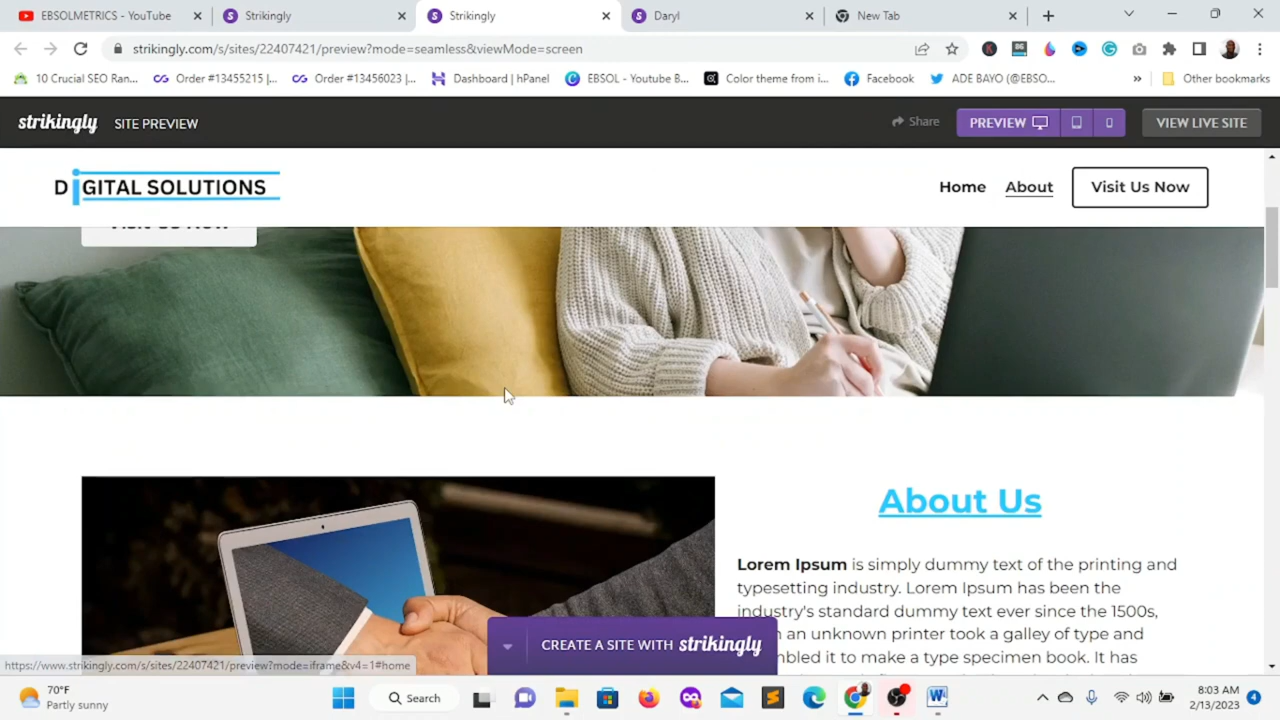 EBSOLMETRICS - YouTube
Strikingly
Strikingly
Daryl
New Tab
strikingly.com/s/sites/22407421/preview?mode=seamless&viewMode=screen
10 Crucial SEO Ran...
Order #13455215 |...
Order #13456023 |...
Dashboard | hPanel
EBSOL - Youtube B...
Color theme from i...
Facebook
ADE BAYO (@EBSO...
»
Other bookmarks
strikingly SITE PREVIEW
Share
PREVIEW
VIEW LIVE SITE
DiGITAL SOLUTIONS
Home
About
Visit Us Now
Visit Us Now
About Us
Lorem Ipsum is simply dummy text of the printing and
typesetting industry. Lorem Ipsum has been the
industry's standard dummy text ever since the 1500s,
an unknown printer took a galley of type and
to make a type specimen book. It has
CREATE A SITE WITH strikingly
https://www.strikingly.com/s/sites/22407421/preview?mode=iframe&v4=1#home
70°F
Partly sunny
Search
8:03 AM
2/13/2023
4